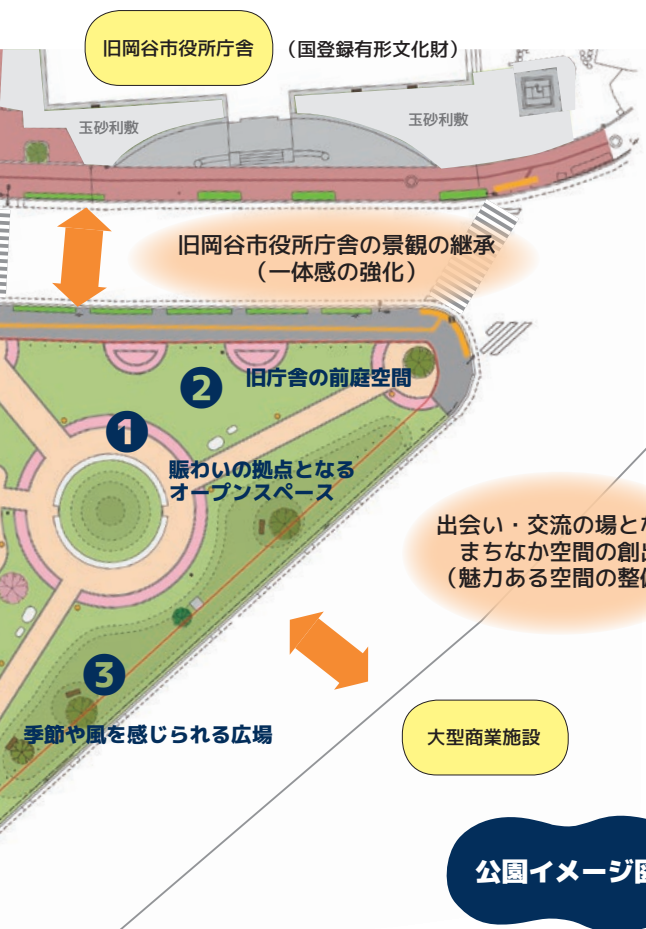 旧岡谷市役所庁舎
（国登録有形文化財）
玉砂利敷
玉砂利敷
旧岡谷市役所庁舎の景観の継承
（一体感の強化）
2
旧庁舎の前庭空間
1
賑わいの拠点となる
オープンスペース
出会い・交流の場とな
まちなか空間の創出
（魅力ある空間の整備
3
季節や風を感じられる広場
大型商業施設
公園イメージ図